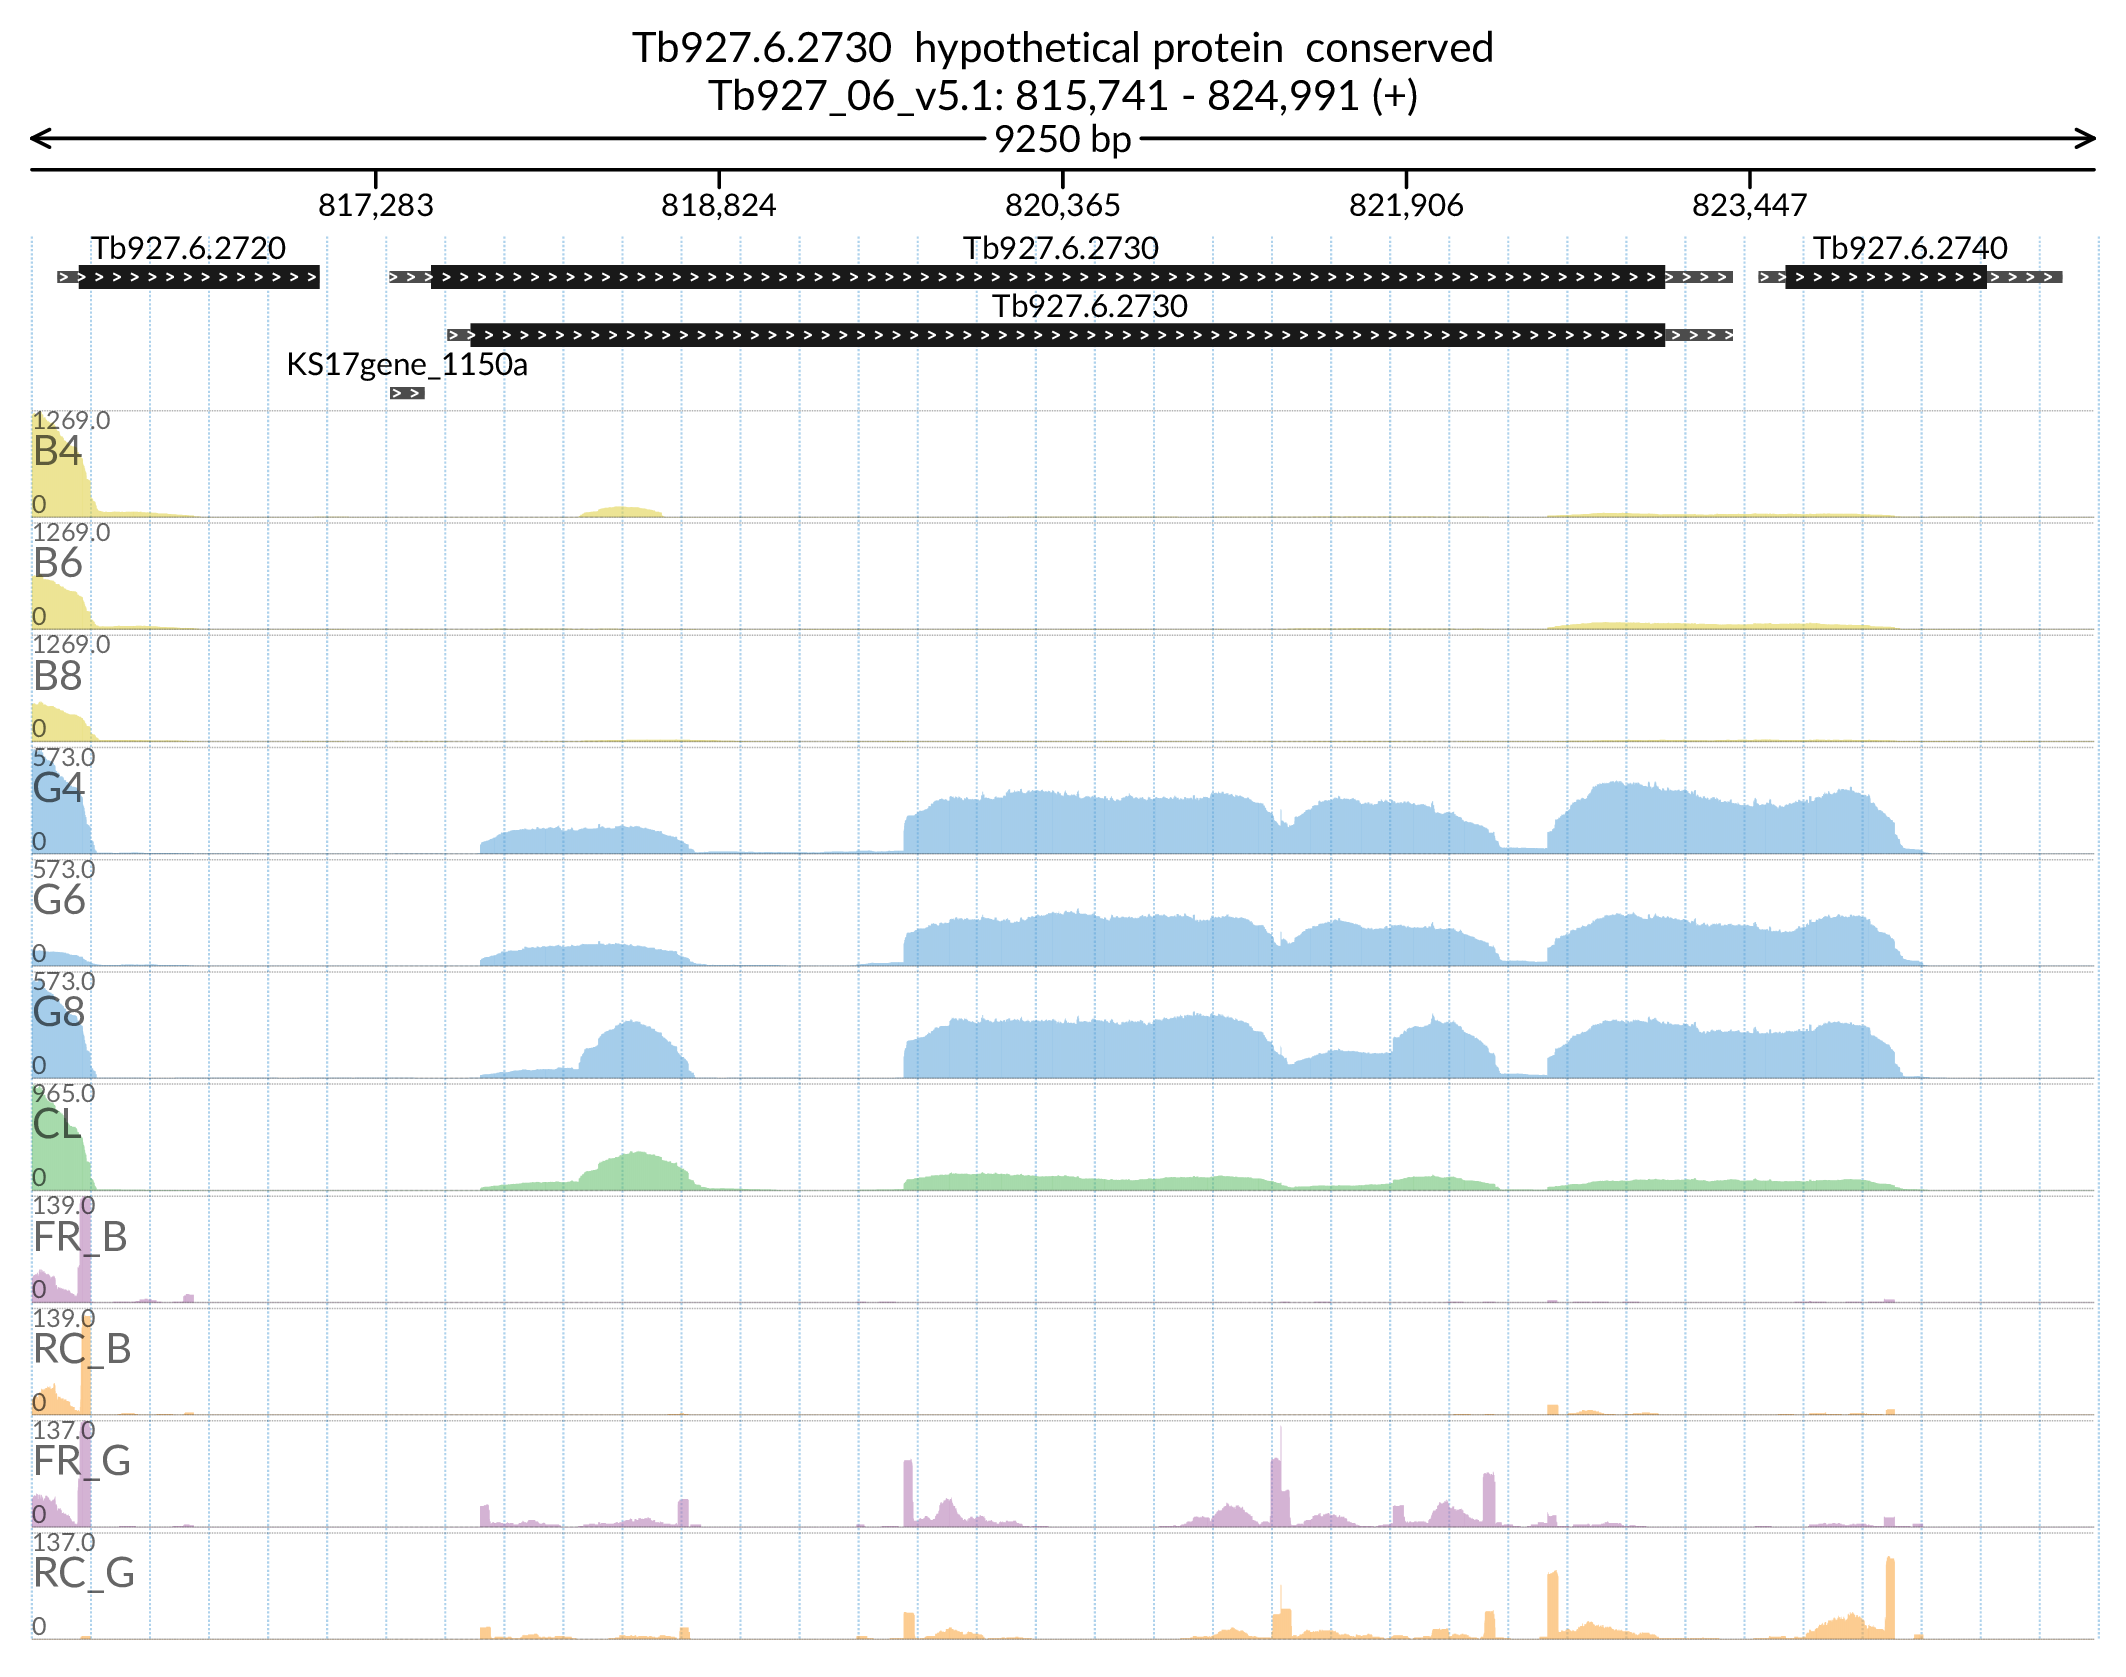 Tb927.6.2730 hypothetical protein conserved
Tb927_06_v5.1: 815,741 - 824,991 (+)
9250 bp
817,283 818,824 820,365 821,906 823,447
Tb927.6.2720 Tb927.6.2730 Tb927.6.2740
Tb927.6.2730
KS17gene_1150a
1269.0
B4
0
1269.0
B6
0
1269.0
B8
0
573.0
G4
0
573.0
G6
0
573.0
G8
0
965.0
CL
0
139.0
FR_B
0
139.0
RC_B
0
137.0
FR_G
0
137.0
RC_G
0